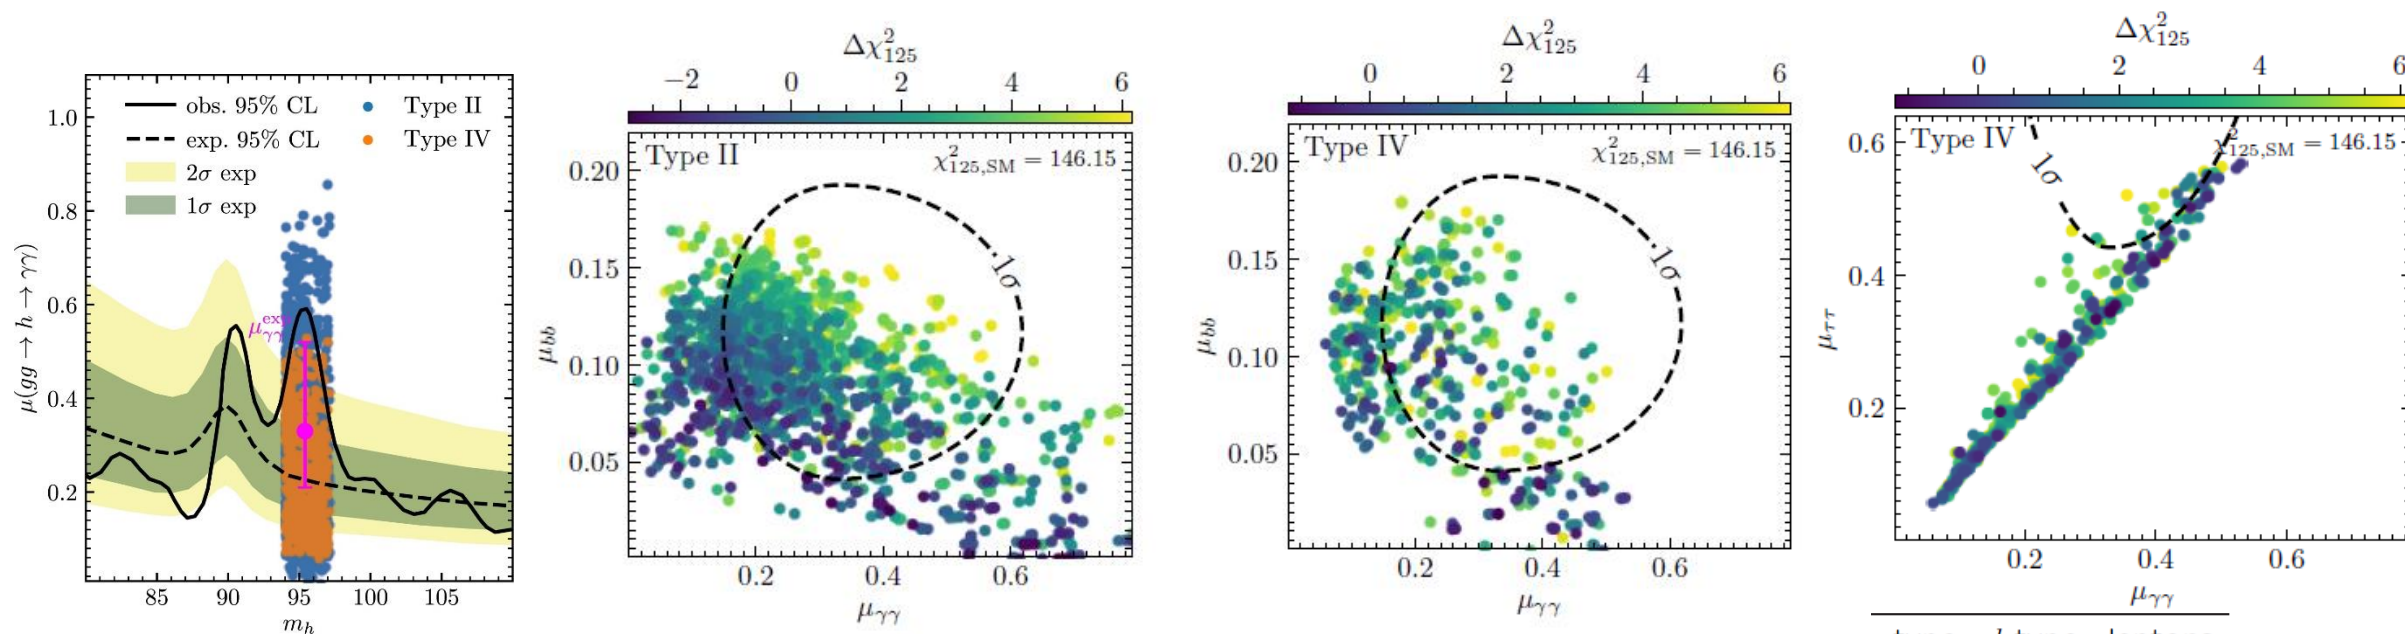 obs. 95% CL
exp. 95% CL
2σ exp
1σ exp
Type II
Type IV
μ(gg → h → γγ)
1.0
0.8
0.6
0.4
0.2
85 90 95 100 105
m_h
Δχ²₁₂₅
−2 0 2 4 6
Type II
χ²₁₂₅,SM = 146.15
1σ
μ_bb
0.20
0.15
0.10
0.05
0.2 0.4 0.6
μ_γγ
Δχ²₁₂₅
0 2 4 6
Type IV
χ²₁₂₅,SM = 146.15
1σ
μ_bb
0.20
0.15
0.10
0.05
0.2 0.4 0.6
μ_γγ
Δχ²₁₂₅
0 2 4 6
Type IV
χ²₁₂₅,SM = 146.15
1σ
μ_ττ
0.6
0.4
0.2
0.2 0.4 0.6
μ_γγ